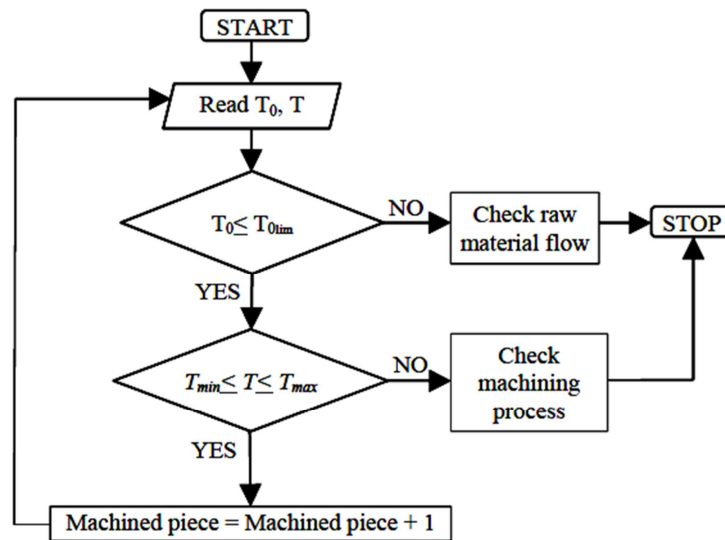 START
Read T₀, T
T₀≤ T₀ₗᵢₘ
NO
Check raw
material flow
STOP
YES
Tmin≤ T≤ Tmax
NO
Check
machining
process
YES
Machined piece = Machined piece + 1